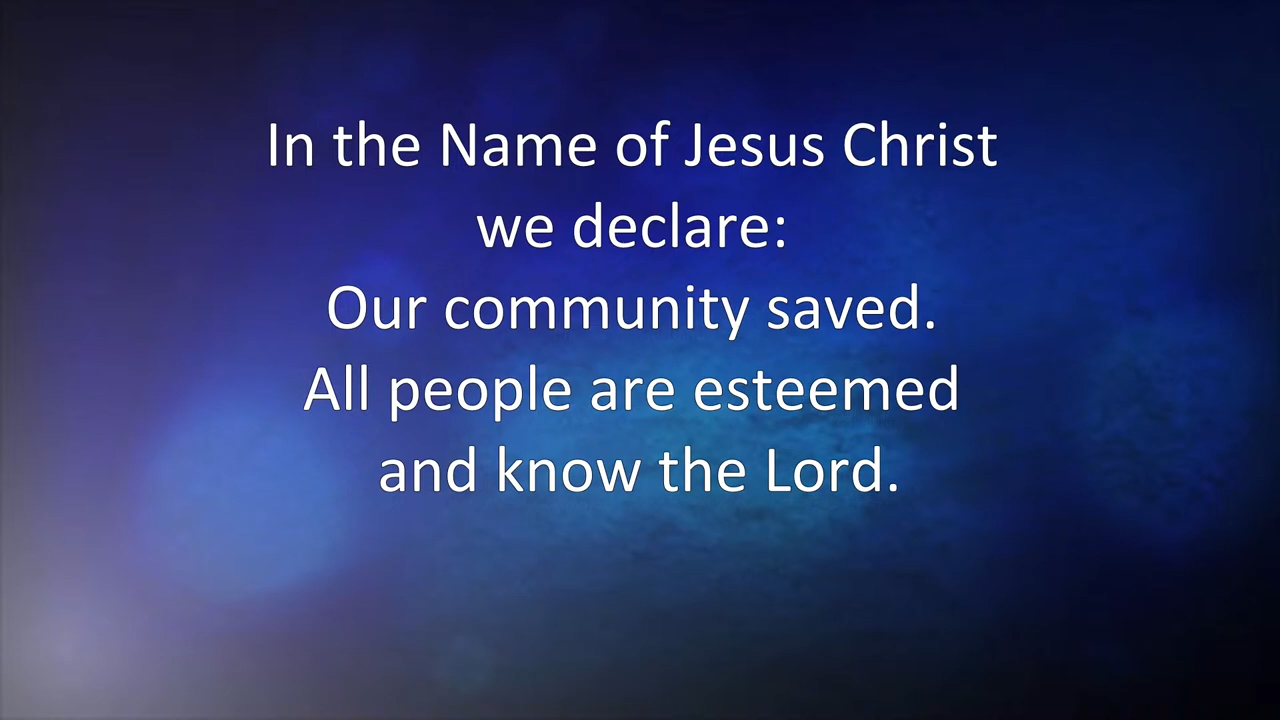 In the Name of Jesus Christ
we declare:
Our community saved.
All people are esteemed
and know the Lord.